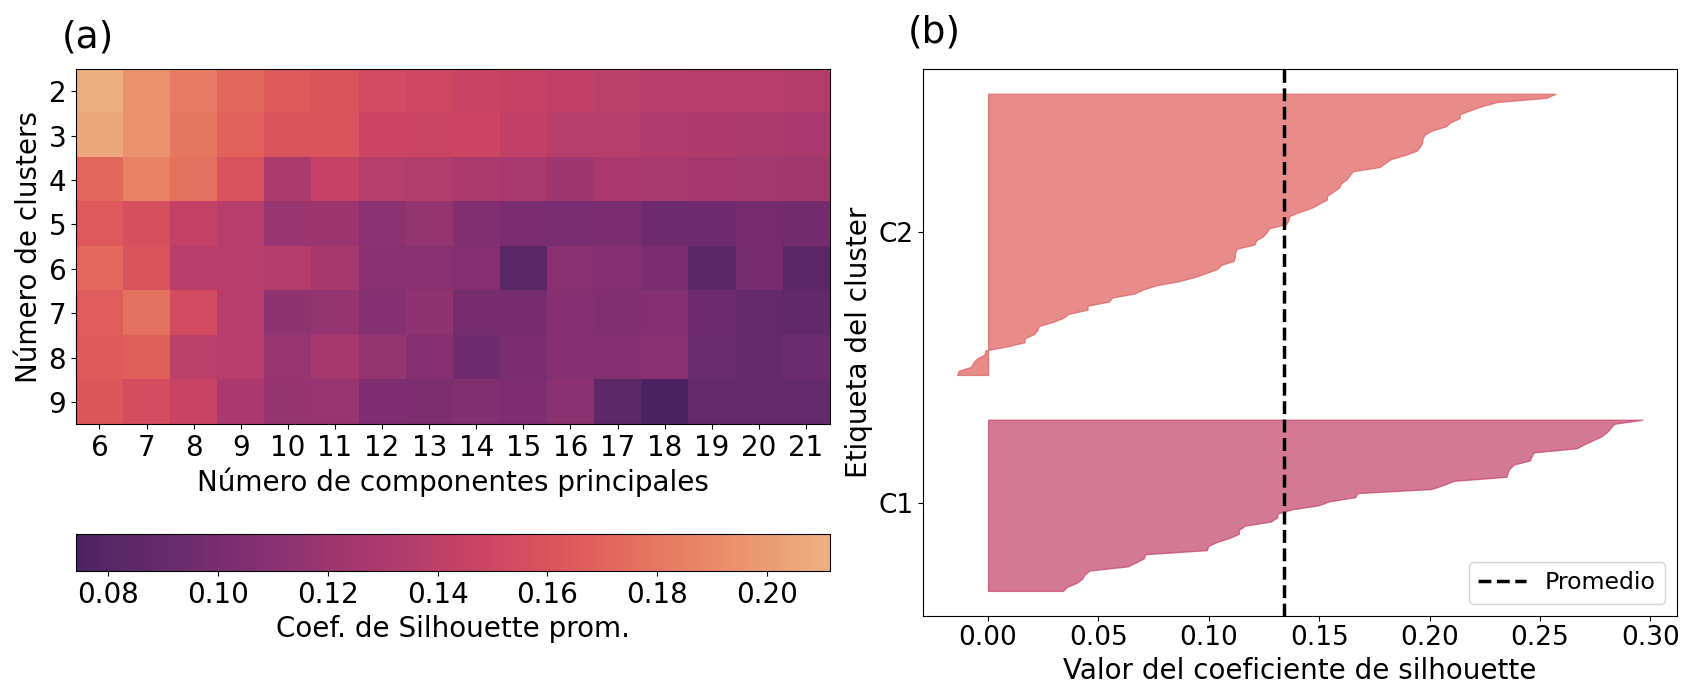 (a)
Número de clusters
2
3
4
5
6
7
8
9
6 7 8 9 10 11 12 13 14 15 16 17 18 19 20 21
Número de componentes principales
0.08 0.10 0.12 0.14 0.16 0.18 0.20
Coef. de Silhouette prom.
(b)
Etiqueta del cluster
C2
C1
Promedio
0.00 0.05 0.10 0.15 0.20 0.25 0.30
Valor del coeficiente de silhouette